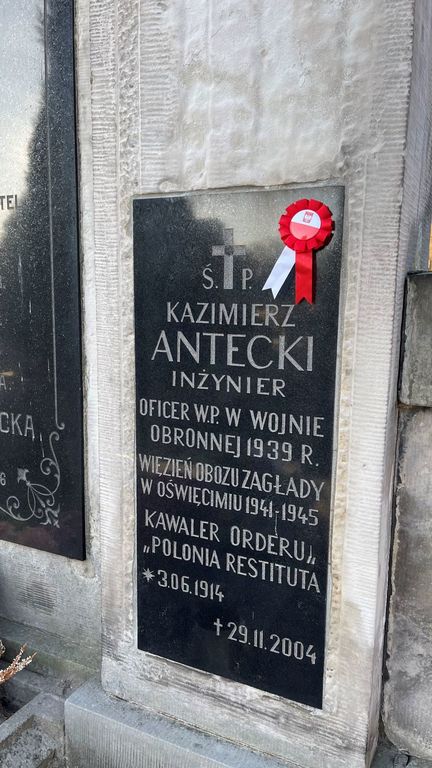 Ś. P.
KAZIMIERZ
ANTECKI
INŻYNIER
OFICER W.P. W WOJNIE
OBRONNEJ 1939 R.
WIĘZIEŃ OBOZU ZAGŁADY
W OŚWIĘCIMIU 1941-1945
KAWALER ORDERU„
„POLONIA RESTITUTA
* 3.06.1914
† 29.11.2004